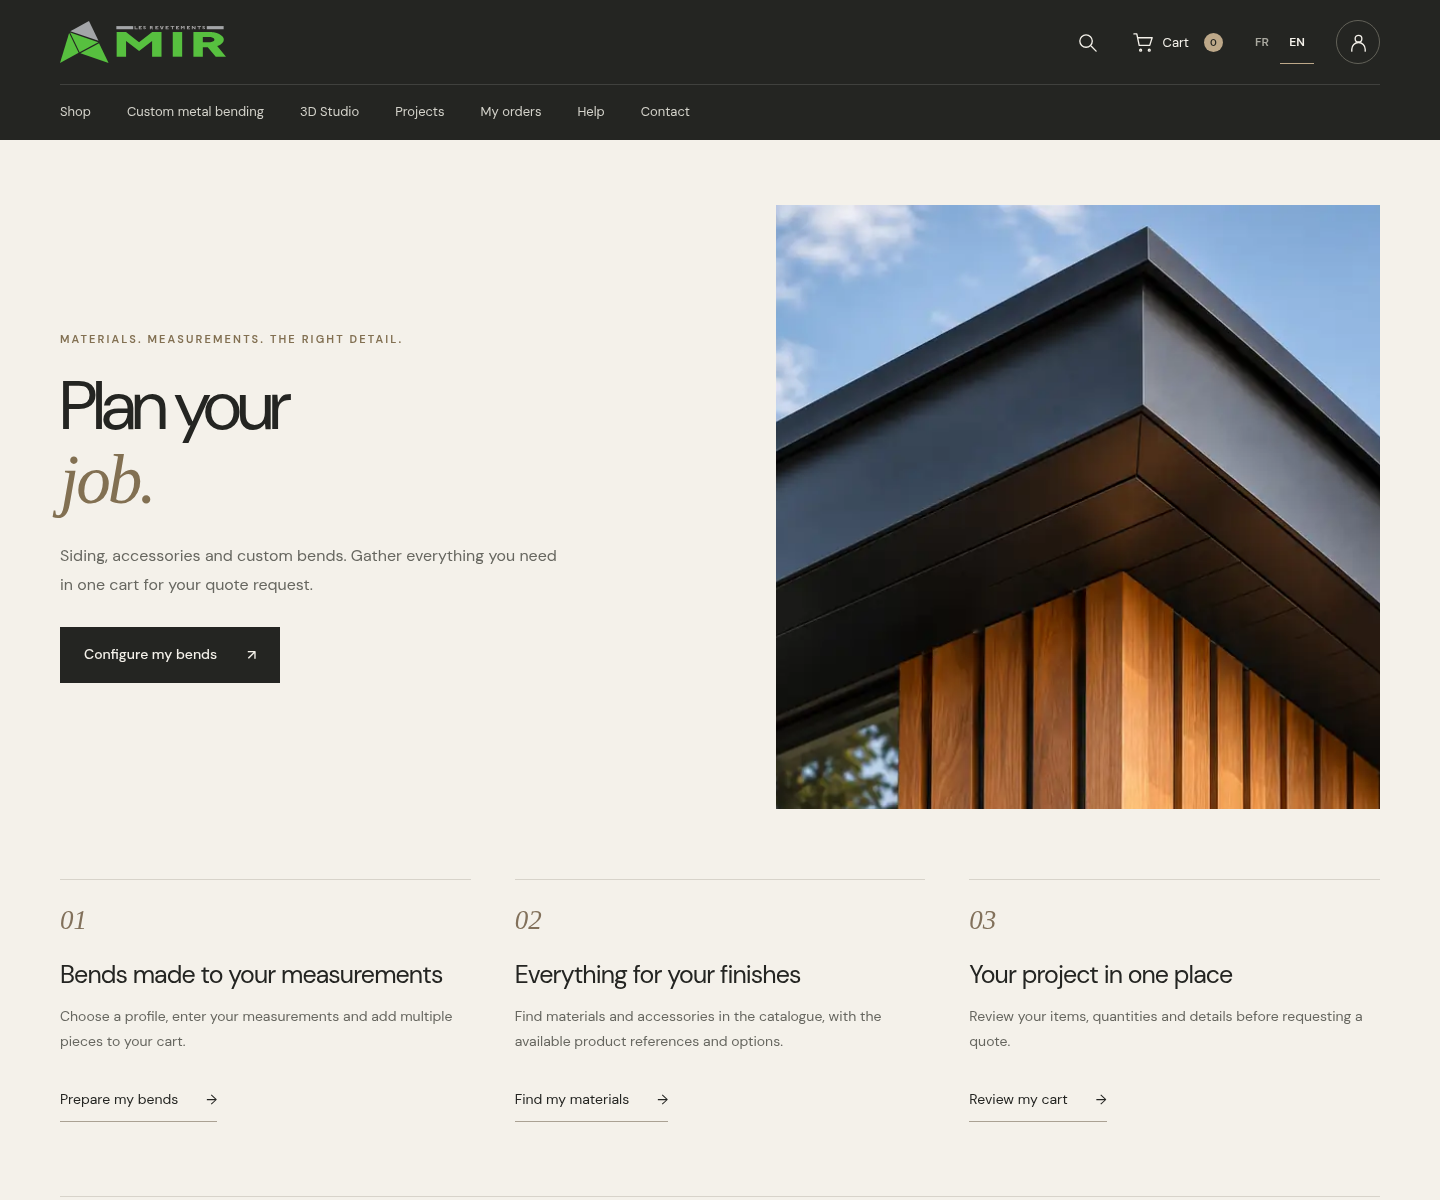 LES REVETEMENTS
MIR
Cart 0 FR EN
Shop Custom metal bending 3D Studio Projects My orders Help Contact
MATERIALS. MEASUREMENTS. THE RIGHT DETAIL.
Plan your
job.
Siding, accessories and custom bends. Gather everything you need
in one cart for your quote request.
Configure my bends
01
Bends made to your measurements
Choose a profile, enter your measurements and add multiple
pieces to your cart.
Prepare my bends
02
Everything for your finishes
Find materials and accessories in the catalogue, with the
available product references and options.
Find my materials
03
Your project in one place
Review your items, quantities and details before requesting a
quote.
Review my cart